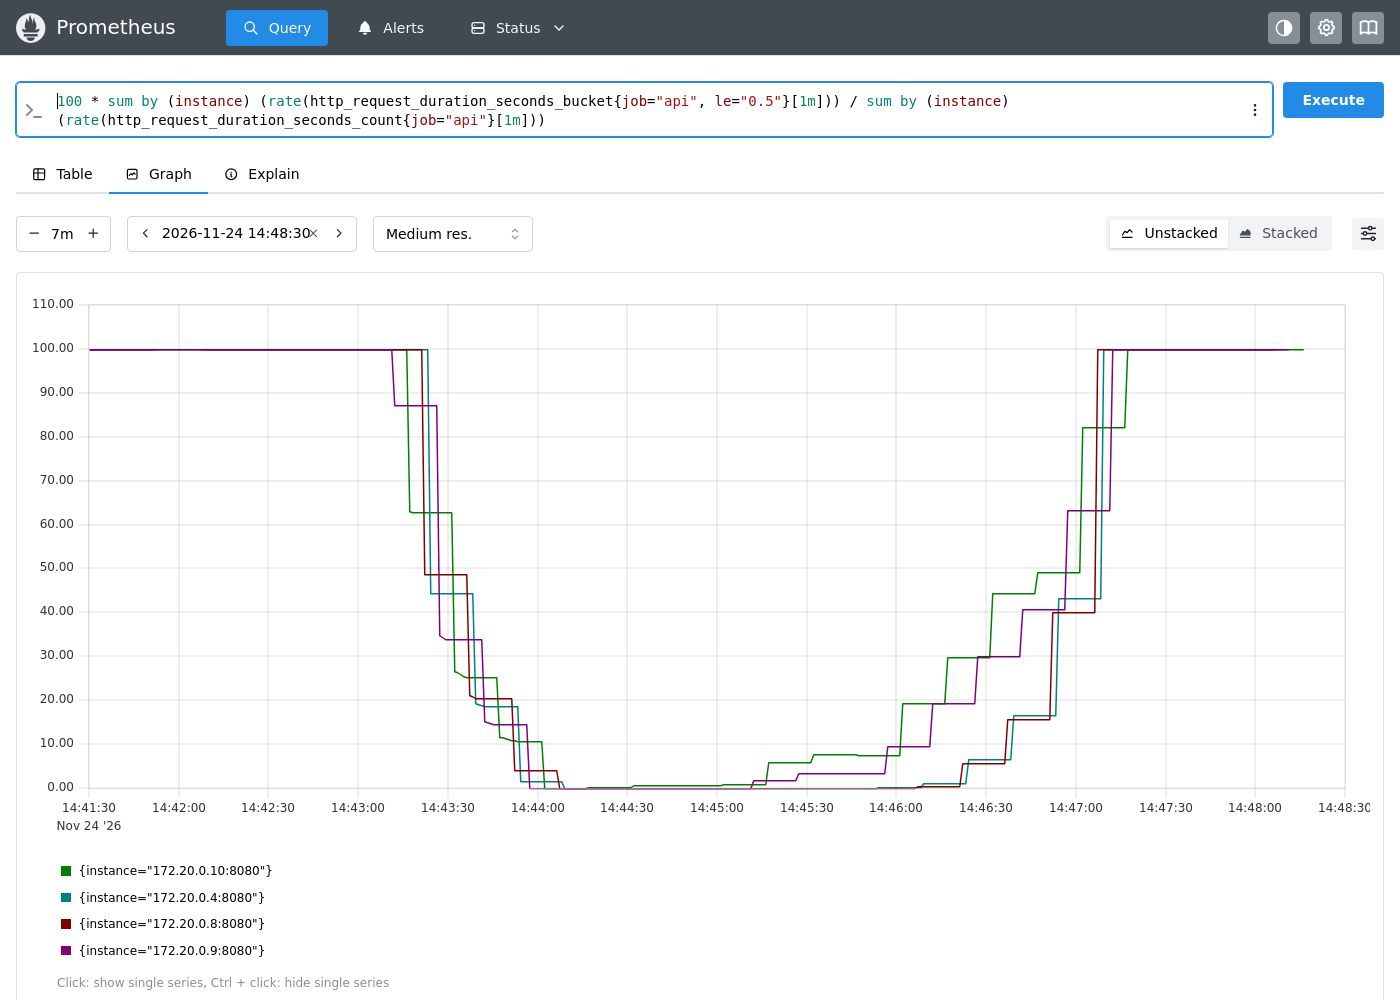 Prometheus
Query
Alerts
Status
100 * sum by (instance) (rate(http_request_duration_seconds_bucket{job="api", le="0.5"}[1m])) / sum by (instance)
(rate(http_request_duration_seconds_count{job="api"}[1m]))
Execute
Table
Graph
Explain
7m
2026-11-24 14:48:30
Medium res.
Unstacked
Stacked
110.00
100.00
90.00
80.00
70.00
60.00
50.00
40.00
30.00
20.00
10.00
0.00
14:41:30 14:42:00 14:42:30 14:43:00 14:43:30 14:44:00 14:44:30 14:45:00 14:45:30 14:46:00 14:46:30 14:47:00 14:47:30 14:48:00 14:48:30
Nov 24 '26
{instance="172.20.0.10:8080"}
{instance="172.20.0.4:8080"}
{instance="172.20.0.8:8080"}
{instance="172.20.0.9:8080"}
Click: show single series, Ctrl + click: hide single series